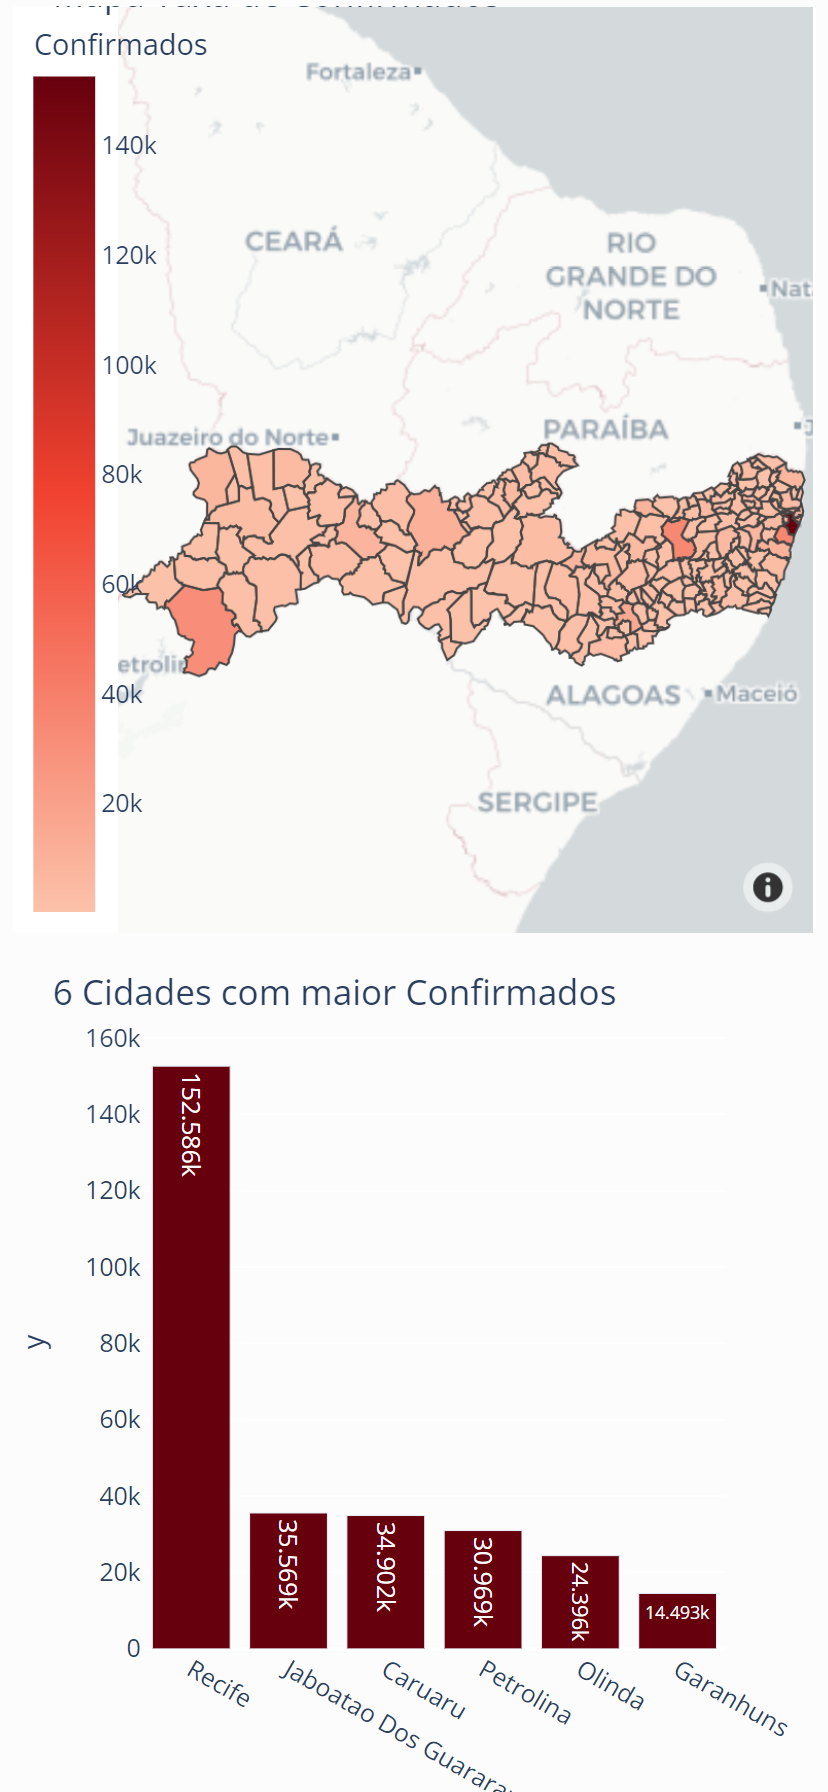 Confirmados
140k
120k
100k
80k
60k
40k
20k
Fortaleza
CEARÁ
RIO
GRANDE DO
NORTE
Nat
Juazeiro do Norte
PARAÍBA
J
etrolin
ALAGOAS
Maceió
SERGIPE
6 Cidades com maior Confirmados
160k
140k
120k
100k
80k
60k
40k
20k
0
y
152.586k
35.569k
34.902k
30.969k
24.396k
14.493k
Recife
Jaboatao Dos Guarara
Caruaru
Petrolina
Olinda
Garanhuns